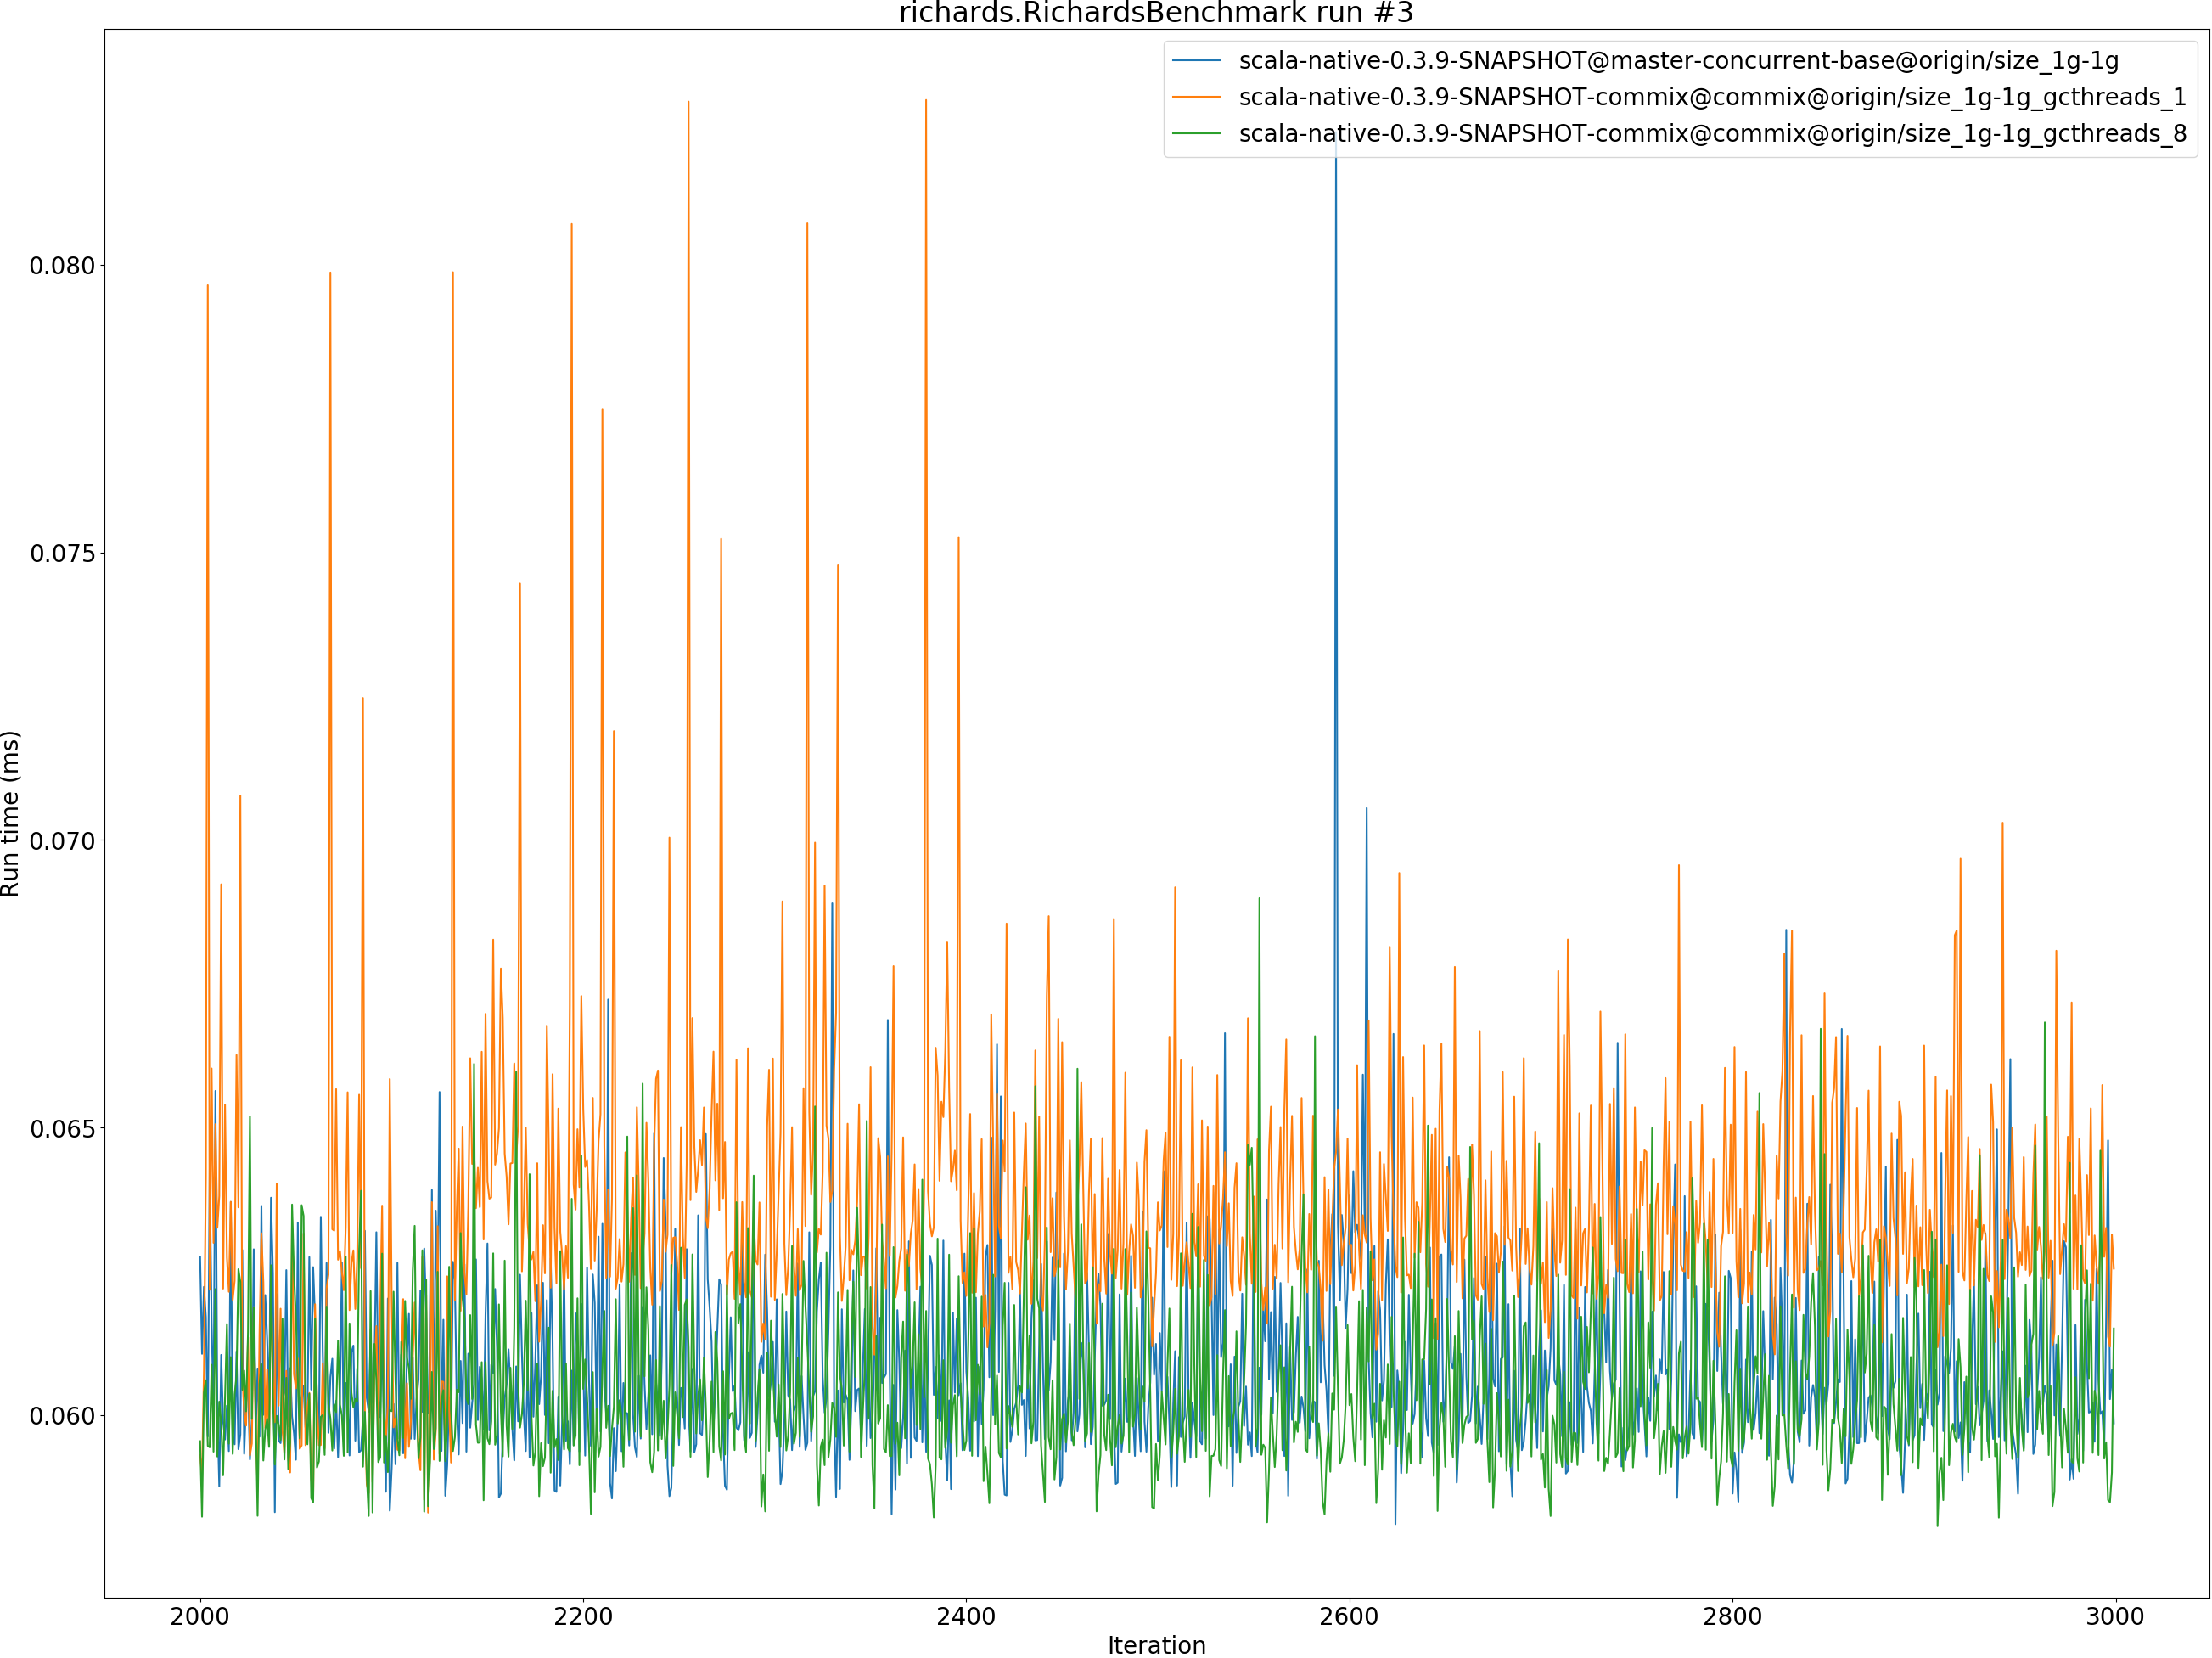 richards.RichardsBenchmark run #3
scala-native-0.3.9-SNAPSHOT@master-concurrent-base@origin/size_1g-1g
scala-native-0.3.9-SNAPSHOT-commix@commix@origin/size_1g-1g_gcthreads_1
scala-native-0.3.9-SNAPSHOT-commix@commix@origin/size_1g-1g_gcthreads_8
Run time (ms)
0.080
0.075
0.070
0.065
0.060
2000
2200
2400
2600
2800
3000
Iteration